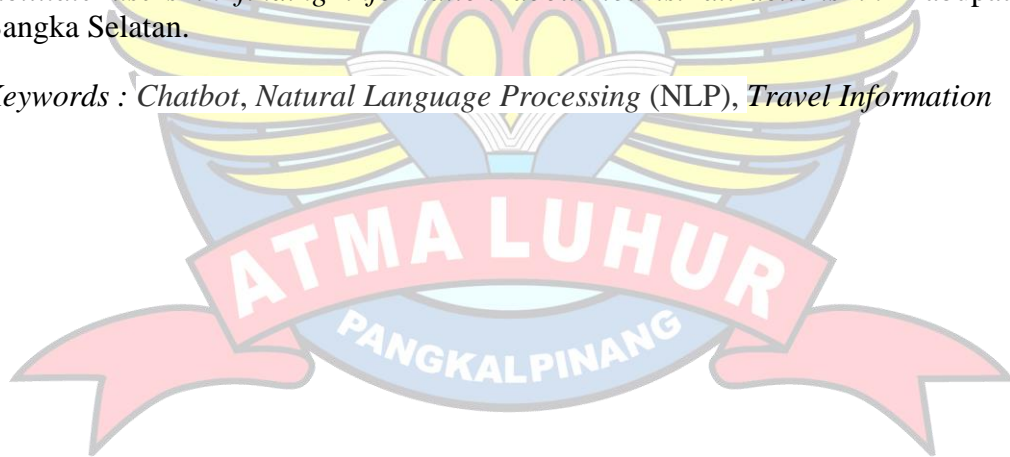 Bangka Selatan.
Keywords : Chatbot, Natural Language Processing (NLP), Travel Information
ATMA LUHUR
PANGKALPINANG